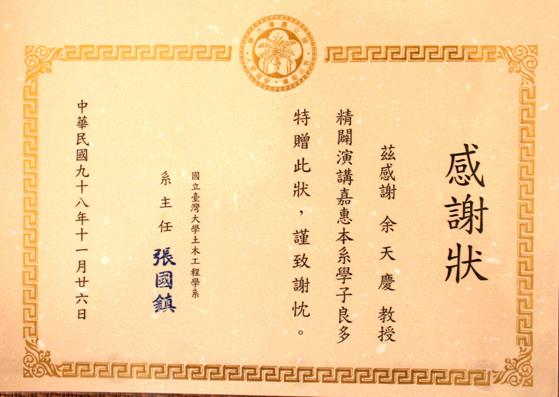 感謝狀
茲感謝 余天慶 教授
精闢演講嘉惠本系學子良多
特贈此狀，謹致謝忱。
國立臺灣大學土木工程學系
系主任 張國鎮
中華民國九十八年十一月廿六日